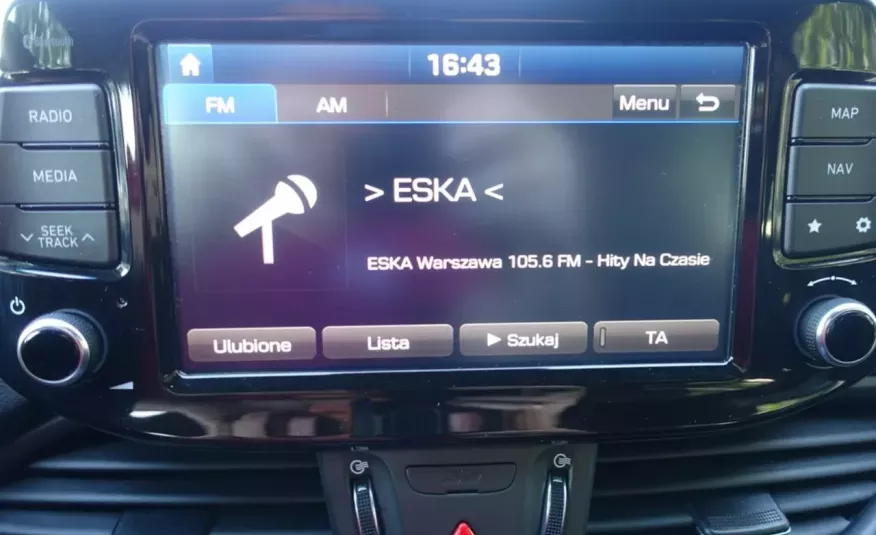 16:43
FM AM Menu
RADIO MAP
> ESKA <
MEDIA NAV
SEEK
TRACK
ESKA Warszawa 105.6 FM - Hity Na Czasie
Ulubione Lista Szukaj TA